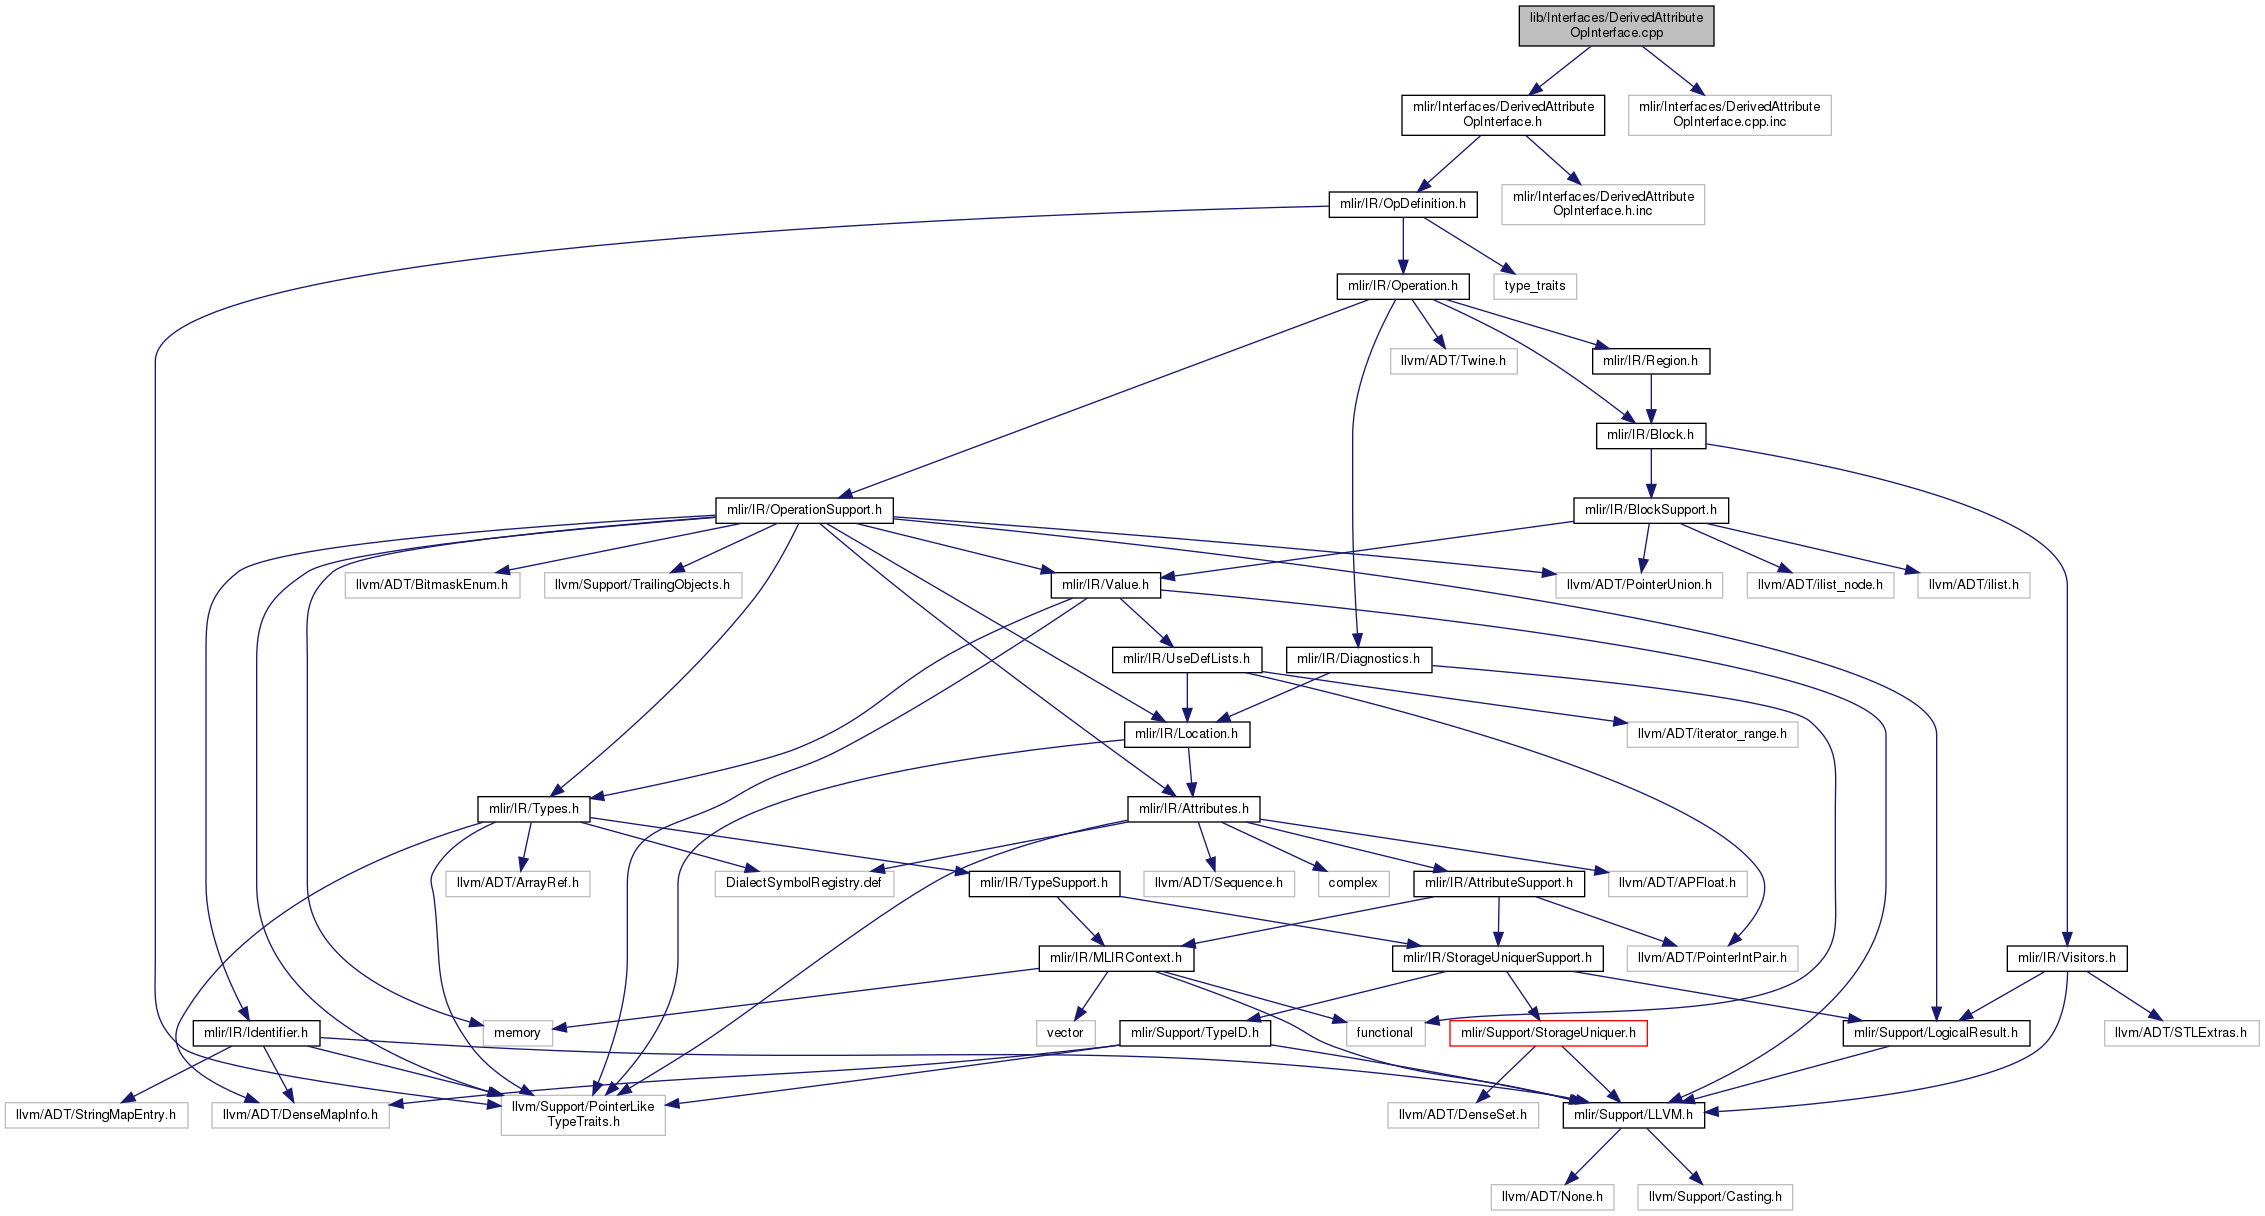 lib/Interfaces/DerivedAttribute
OpInterface.cpp
mlir/Interfaces/DerivedAttribute
OpInterface.h
mlir/Interfaces/DerivedAttribute
OpInterface.cpp.inc
mlir/IR/OpDefinition.h
mlir/Interfaces/DerivedAttribute
OpInterface.h.inc
mlir/IR/Operation.h
type_traits
llvm/ADT/Twine.h
mlir/IR/Region.h
mlir/IR/Block.h
mlir/IR/OperationSupport.h
mlir/IR/BlockSupport.h
llvm/ADT/BitmaskEnum.h
llvm/Support/TrailingObjects.h
mlir/IR/Value.h
llvm/ADT/PointerUnion.h
llvm/ADT/ilist_node.h
llvm/ADT/ilist.h
mlir/IR/UseDefLists.h
mlir/IR/Diagnostics.h
mlir/IR/Location.h
llvm/ADT/iterator_range.h
mlir/IR/Types.h
mlir/IR/Attributes.h
llvm/ADT/ArrayRef.h
DialectSymbolRegistry.def
mlir/IR/TypeSupport.h
llvm/ADT/Sequence.h
complex
mlir/IR/AttributeSupport.h
llvm/ADT/APFloat.h
mlir/IR/MLIRContext.h
mlir/IR/StorageUniquerSupport.h
llvm/ADT/PointerIntPair.h
mlir/IR/Visitors.h
mlir/IR/Identifier.h
memory
vector
mlir/Support/TypeID.h
functional
mlir/Support/StorageUniquer.h
mlir/Support/LogicalResult.h
llvm/ADT/STLExtras.h
llvm/ADT/StringMapEntry.h
llvm/ADT/DenseMapInfo.h
llvm/Support/PointerLike
TypeTraits.h
llvm/ADT/DenseSet.h
mlir/Support/LLVM.h
llvm/ADT/None.h
llvm/Support/Casting.h